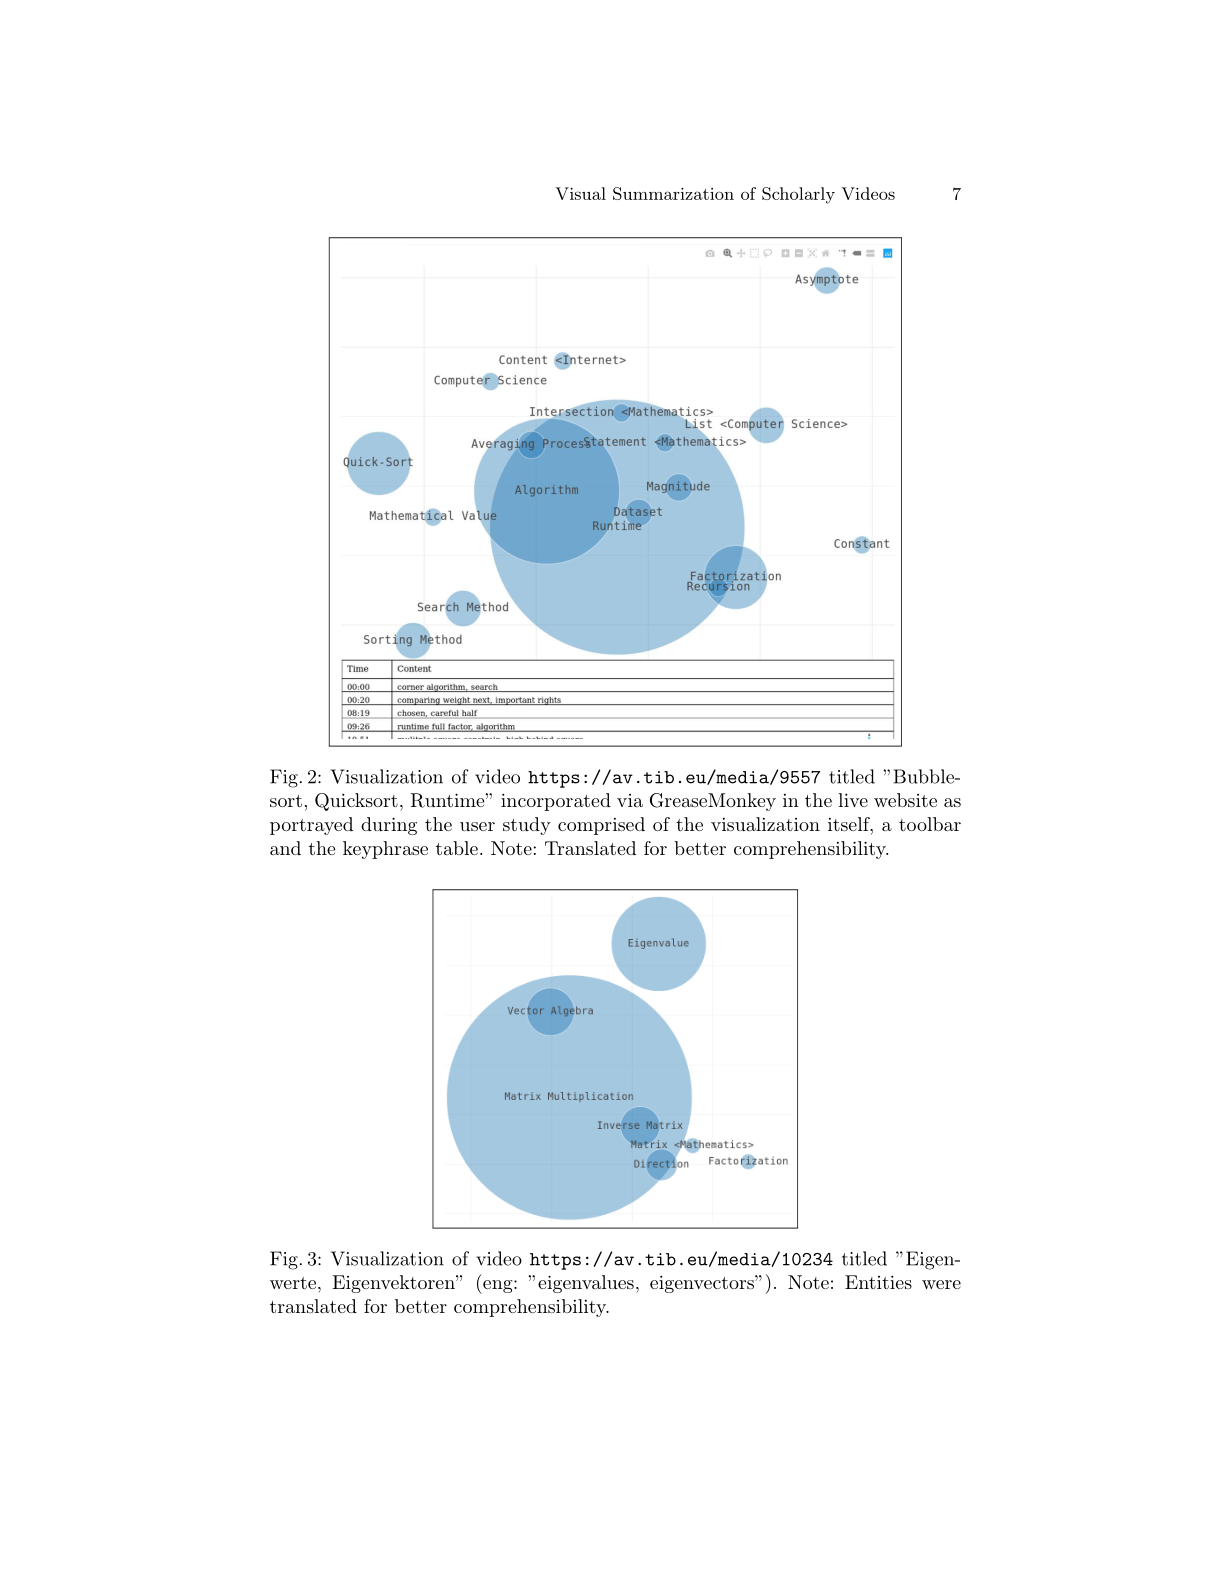 Visual Summarization of Scholarly Videos 7
Asymptote
Content <Internet>
Computer Science
Intersection <Mathematics>
List <Computer Science>
Averaging Process
Statement <Mathematics>
Quick-Sort
Algorithm
Magnitude
Mathematical Value
Dataset
Runtime
Constant
Factorization
Recursion
Search Method
Sorting Method
Time Content
00:00 corner algorithm, search
00:20 comparing weight next, important rights
08:19 chosen, careful half
09:26 runtime full factor, algorithm
Fig. 2: Visualization of video https://av.tib.eu/media/9557 titled ”Bubble-
sort, Quicksort, Runtime” incorporated via GreaseMonkey in the live website as
portrayed during the user study comprised of the visualization itself, a toolbar
and the keyphrase table. Note: Translated for better comprehensibility.
Eigenvalue
Vector Algebra
Matrix Multiplication
Inverse Matrix
Matrix <Mathematics>
Direction
Factorization
Fig. 3: Visualization of video https://av.tib.eu/media/10234 titled ”Eigen-
werte, Eigenvektoren” (eng: ”eigenvalues, eigenvectors”). Note: Entities were
translated for better comprehensibility.